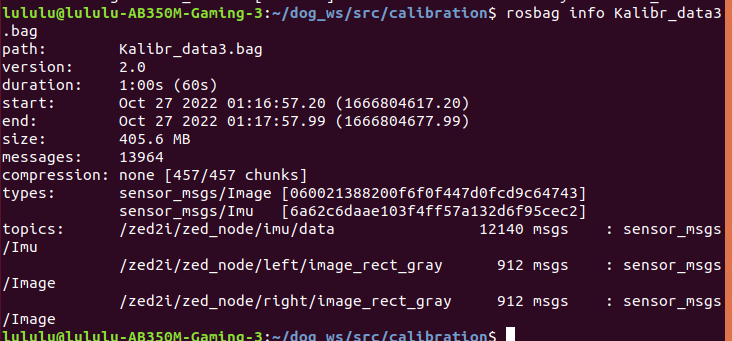 lululu@lululu-AB350M-Gaming-3:~/dog_ws/src/calibration$ rosbag info Kalibr_data3
.bag
path:        Kalibr_data3.bag
version:     2.0
duration:    1:00s (60s)
start:       Oct 27 2022 01:16:57.20 (1666804617.20)
end:         Oct 27 2022 01:17:57.99 (1666804677.99)
size:        405.6 MB
messages:    13964
compression: none [457/457 chunks]
types:       sensor_msgs/Image [060021388200f6f0f447d0fcd9c64743]
             sensor_msgs/Imu   [6a62c6daae103f4ff57a132d6f95cec2]
topics:      /zed2i/zed_node/imu/data                12140 msgs    : sensor_msgs
/Imu
             /zed2i/zed_node/left/image_rect_gray      912 msgs    : sensor_msgs
/Image
             /zed2i/zed_node/right/image_rect_gray     912 msgs    : sensor_msgs
/Image
lululu@lululu-AB350M-Gaming-3:~/dog_ws/src/calibration$